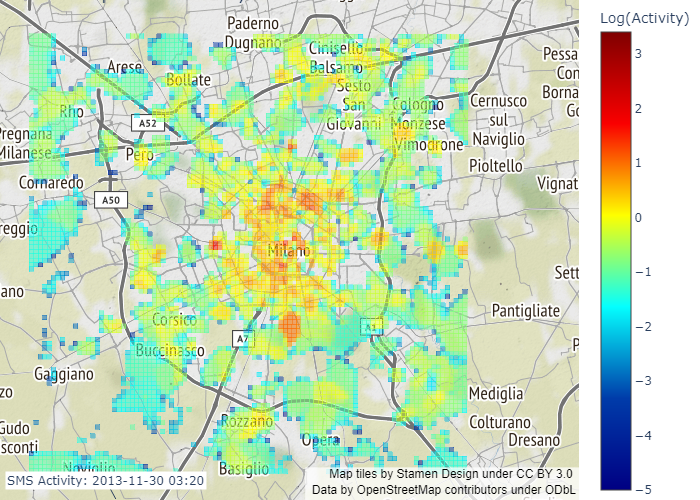 Log(Activity)
3
2
1
0
−1
−2
−3
−4
−5
Paderno
Dugnano
Cinisello
Balsamo
Arese
Bollate
Sesto
San
Giovanni
Cologno
Monzese
Cernusco
sul
Naviglio
Pessa
Con
Borna
Go
Rho
A52
Pregnana
Milanese
Pero
Vimodrone
Pioltello
Cornaredo
A50
Vignat
reggio
Milano
Sett
ano
Pantigliate
Corsico
A7
A1
Buccinasco
P
Gaggiano
zo
Mediglia
Rozzano
Colturano
Gudo
sconti
Opera
Dresano
Noviglio
Basiglio
SMS Activity: 2013-11-30 03:20
Map tiles by Stamen Design under CC BY 3.0
Data by OpenStreetMap contributors under ODbL